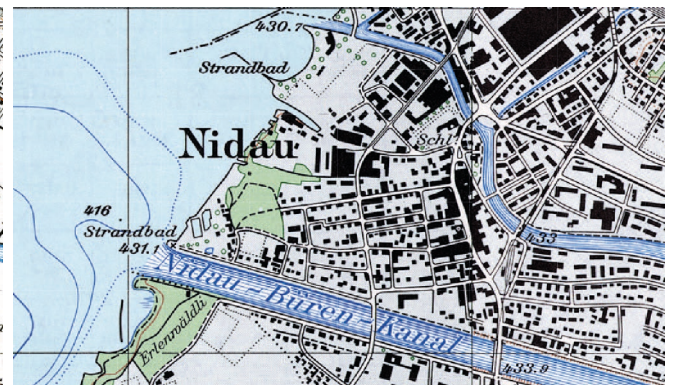 430.7
Strandbad
Schl.
Nidau
416
Strandbad
431.1
433
Nidau - Büren - Kanal
Erlenwäldli
433.9